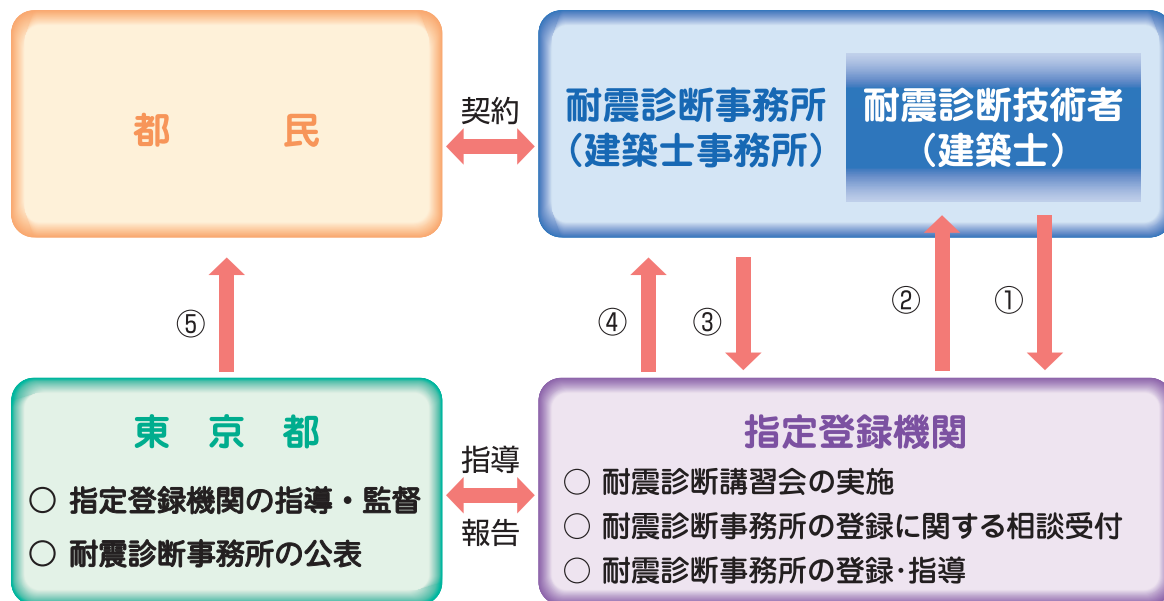 都 民
契約
耐震診断事務所
（建築士事務所）
耐震診断技術者
（建築士）
⑤
④
③
②
①
東 京 都
○ 指定登録機関の指導・監督
○ 耐震診断事務所の公表
指導
報告
指定登録機関
○ 耐震診断講習会の実施
○ 耐震診断事務所の登録に関する相談受付
○ 耐震診断事務所の登録・指導